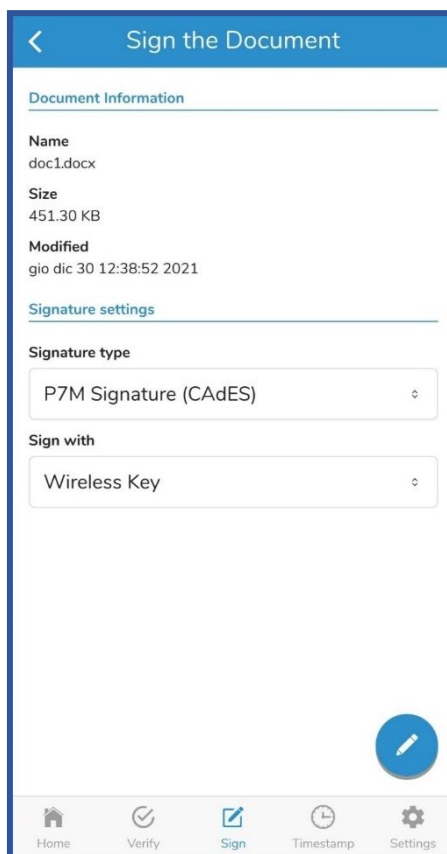 Sign the Document
Document Information
Name
doc1.docx
Size
451.30 KB
Modified
gio dic 30 12:38:52 2021
Signature settings
Signature type
P7M Signature (CAdES)
Sign with
Wireless Key
Home Verify Sign Timestamp Settings